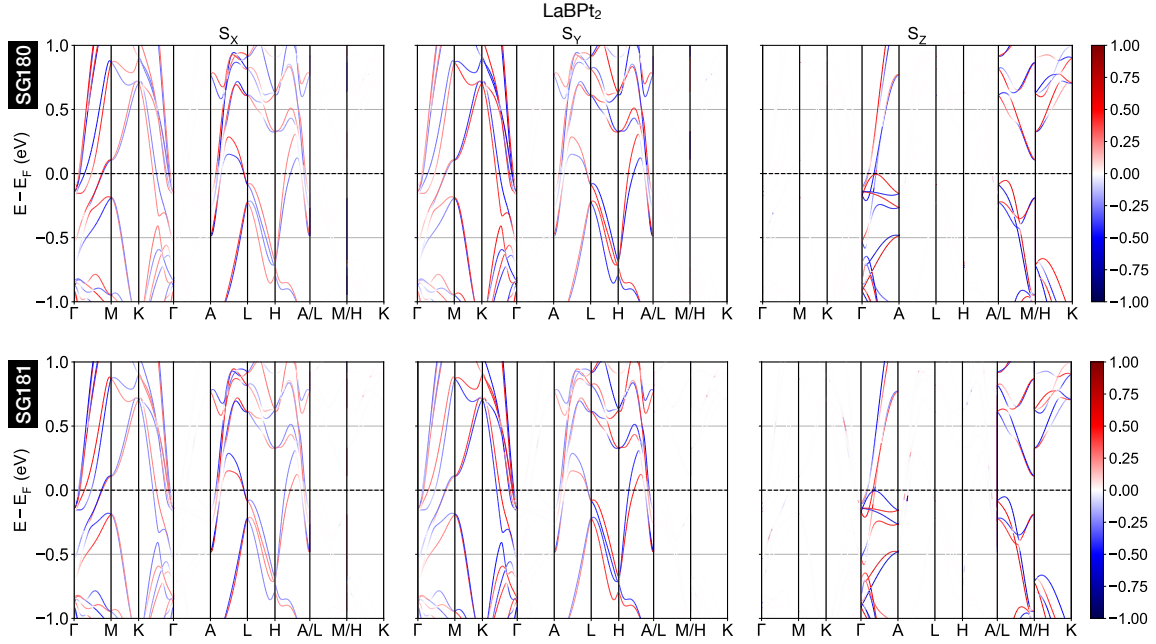 LaBPt₂
S_X S_Y S_Z
SG180
E − E_F (eV)
1.0
0.5
0.0
−0.5
−1.0
Γ M K Γ A L H A/L M/H K
Γ M K Γ A L H A/L M/H K
Γ M K Γ A L H A/L M/H K
1.00
0.75
0.50
0.25
0.00
−0.25
−0.50
−0.75
−1.00
SG181
E − E_F (eV)
1.0
0.5
0.0
−0.5
−1.0
Γ M K Γ A L H A/L M/H K
Γ M K Γ A L H A/L M/H K
Γ M K Γ A L H A/L M/H K
1.00
0.75
0.50
0.25
0.00
−0.25
−0.50
−0.75
−1.00